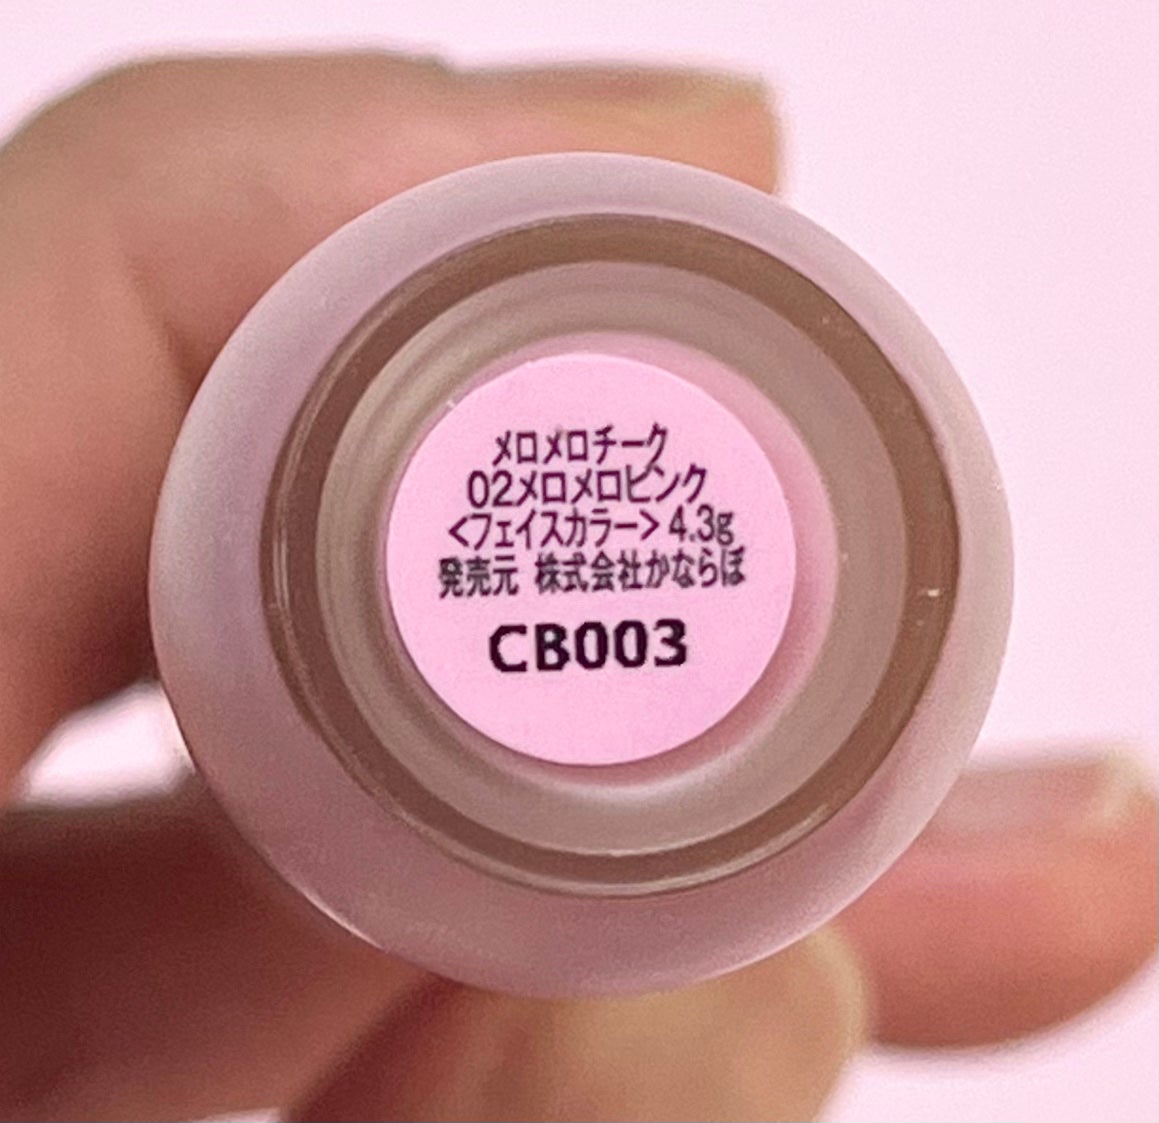 メロメロチーク
02メロメロピンク
<フェイスカラー> 4.3g
発売元 株式会社かならぼ
CB003